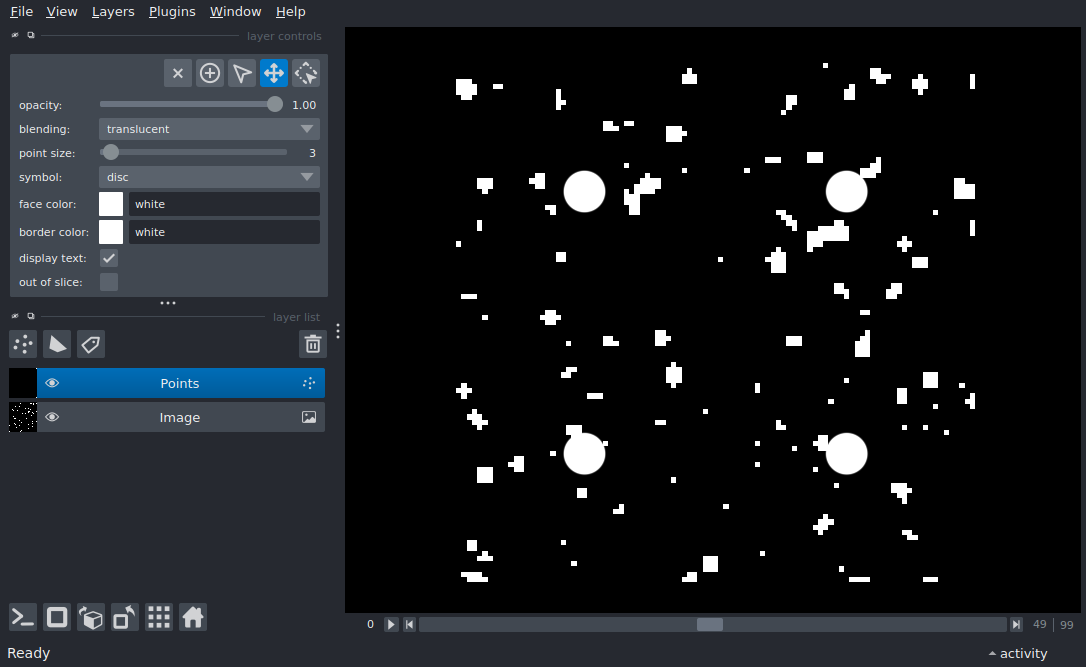 File View Layers Plugins Window Help
layer controls
opacity: 1.00
blending: translucent
point size: 3
symbol: disc
face color: white
border color: white
display text:
out of slice:
layer list
Points
Image
0 49 99
Ready activity